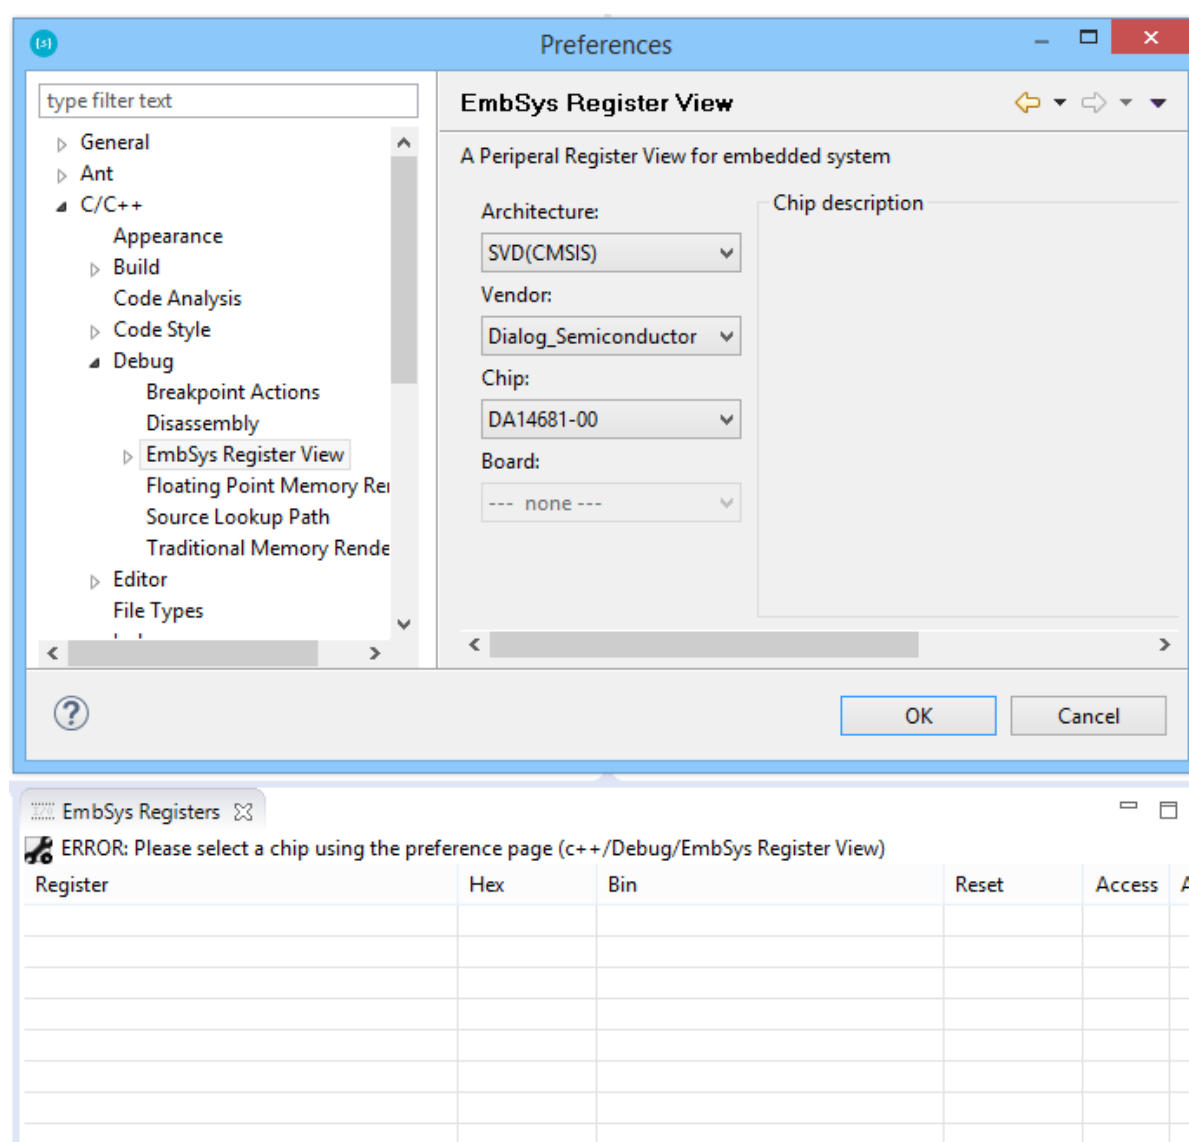 [s]
Preferences
type filter text
General
Ant
C/C++
Appearance
Build
Code Analysis
Code Style
Debug
Breakpoint Actions
Disassembly
EmbSys Register View
Floating Point Memory Rei
Source Lookup Path
Traditional Memory Rende
Editor
File Types
EmbSys Register View
A Periperal Register View for embedded system
Architecture:
SVD(CMSIS)
Vendor:
Dialog_Semiconductor
Chip:
DA14681-00
Board:
--- none ---
Chip description
?
OK
Cancel
EmbSys Registers
ERROR: Please select a chip using the preference page (c++/Debug/EmbSys Register View)
Register Hex Bin Reset Access A